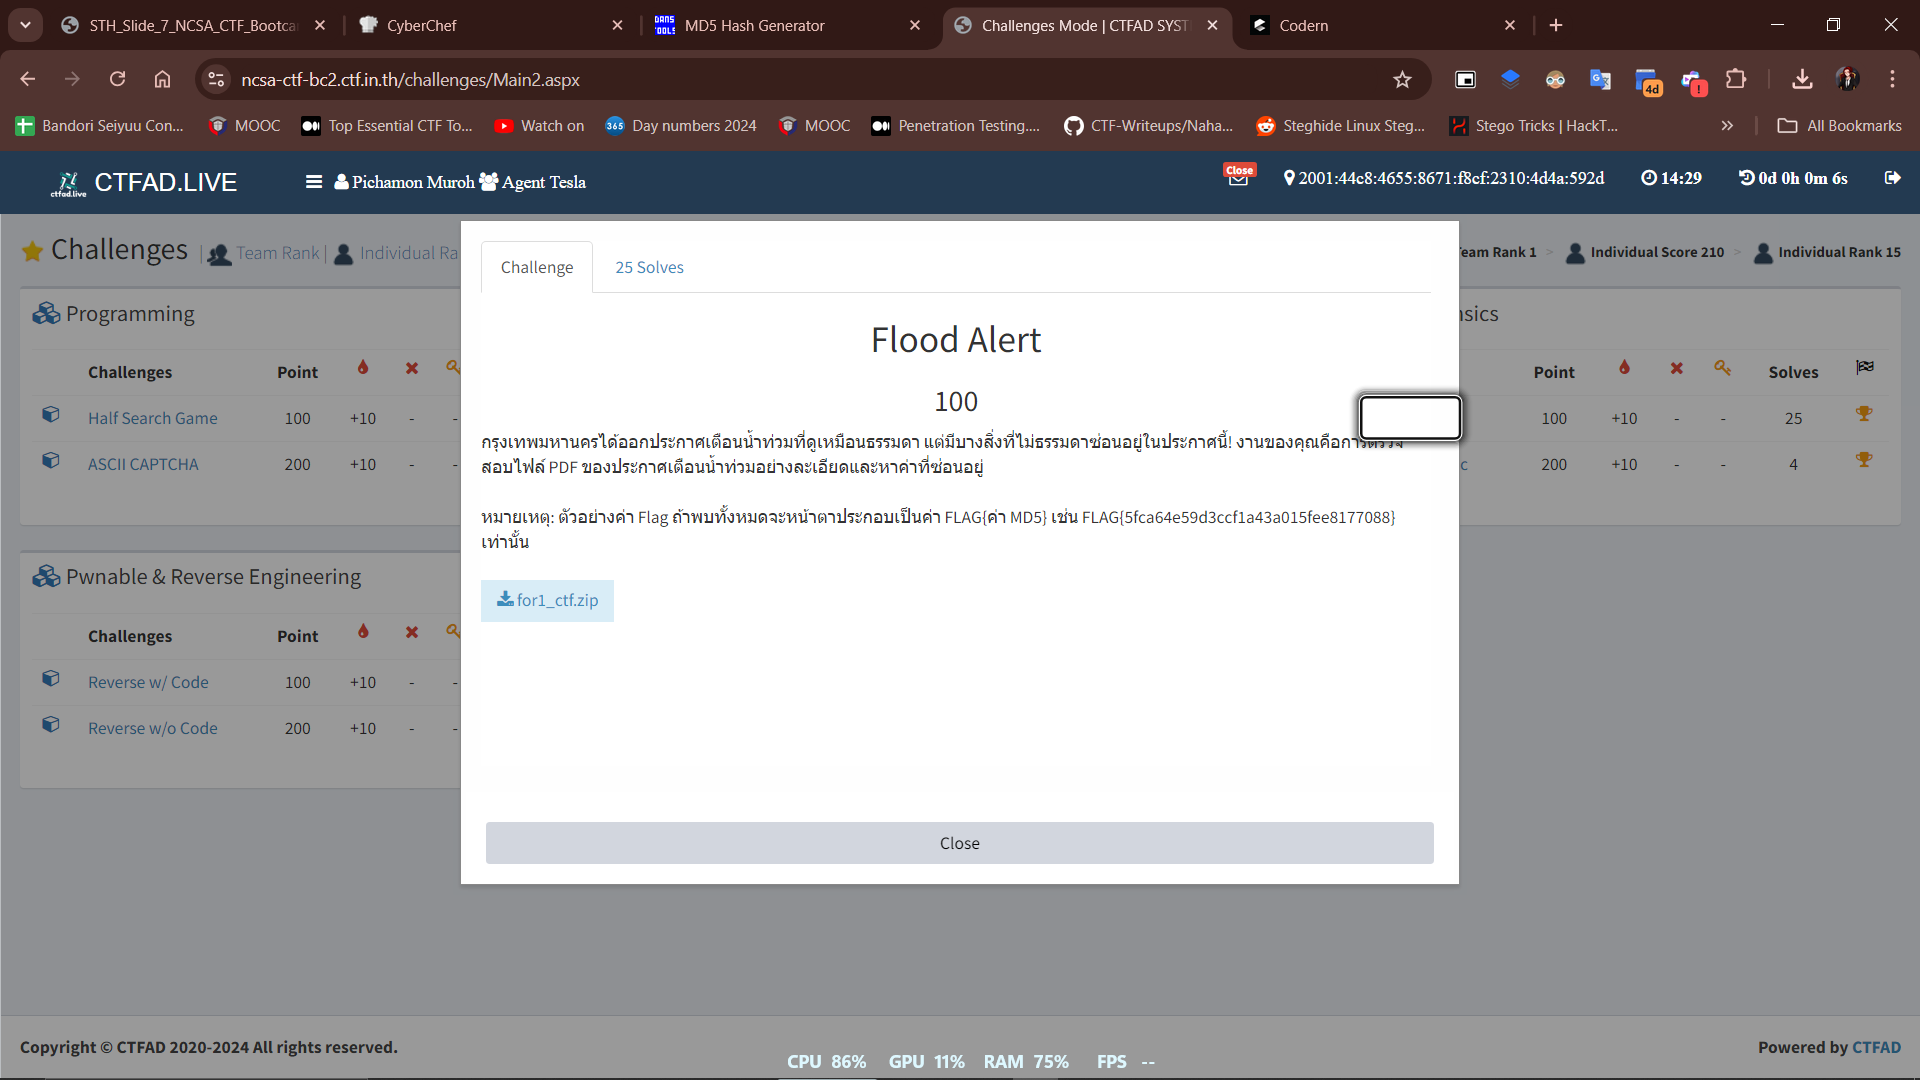 STH_Slide_7_NCSA_CTF_Bootca
CyberChef
MD5 Hash Generator
Challenges Mode | CTFAD SYST
Codern
ncsa-ctf-bc2.ctf.in.th/challenges/Main2.aspx
4d
Bandori Seiyuu Con...
MOOC
Top Essential CTF To...
Watch on
365
Day numbers 2024
MOOC
Penetration Testing....
CTF-Writeups/Naha...
Steghide Linux Steg...
Stego Tricks | HackT...
All Bookmarks
ctfad.live
CTFAD.LIVE
Pichamon Muroh
Agent Tesla
Close
2001:44c8:4655:8671:f8cf:2310:4d4a:592d
14:29
0d 0h 0m 6s
Challenges
| Team Rank | Individual Ra
Team Rank 1 > Individual Score 210 > Individual Rank 15
Programming
Challenges Point
Half Search Game 100 +10 - -
ASCII CAPTCHA 200 +10 - -
Pwnable & Reverse Engineering
Challenges Point
Reverse w/ Code 100 +10 - -
Reverse w/o Code 200 +10 - -
Challenge
25 Solves
Flood Alert
100
กรุงเทพมหานครได้ออกประกาศเตือนน้ำท่วมที่ดูเหมือนธรรมดา แต่มีบางสิ่งที่ไม่ธรรมดาซ่อนอยู่ในประกาศนี้! งานของคุณคือการตรวจ
สอบไฟล์ PDF ของประกาศเตือนน้ำท่วมอย่างละเอียดและหาค่าที่ซ่อนอยู่
หมายเหตุ: ตัวอย่างค่า Flag ถ้าพบทั้งหมดจะหน้าตาประกอบเป็นค่า FLAG{ค่า MD5} เช่น FLAG{5fca64e59d3ccf1a43a015fee8177088}
เท่านั้น
for1_ctf.zip
Close
nsics
Point Solves
100 +10 - - 25
c 200 +10 - - 4
Copyright © CTFAD 2020-2024 All rights reserved.
Powered by CTFAD
CPU 86% GPU 11% RAM 75% FPS --